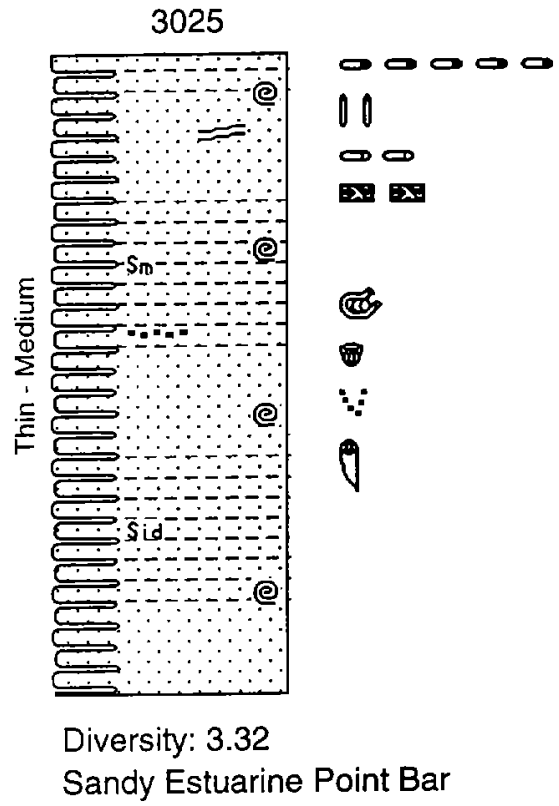 3025
Sm
Thin - Medium
Sid
Diversity: 3.32
Sandy Estuarine Point Bar